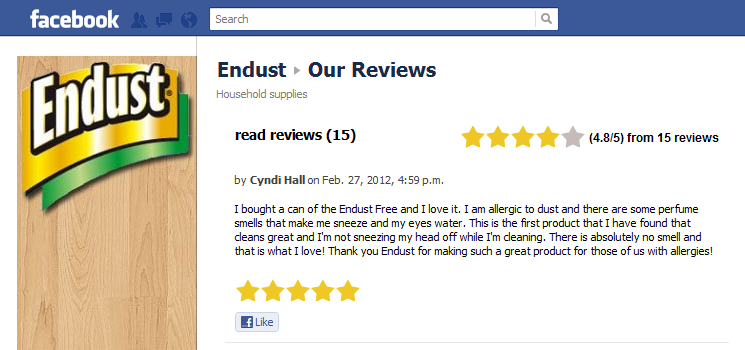 facebook
Search
Endust®
Endust ▸ Our Reviews
Household supplies
read reviews (15)
(4.8/5) from 15 reviews
by Cyndi Hall on Feb. 27, 2012, 4:59 p.m.
I bought a can of the Endust Free and I love it. I am allergic to dust and there are some perfume
smells that make me sneeze and my eyes water. This is the first product that I have found that
cleans great and I'm not sneezing my head off while I'm cleaning. There is absolutely no smell and
that is what I love! Thank you Endust for making such a great product for those of us with allergies!
Like